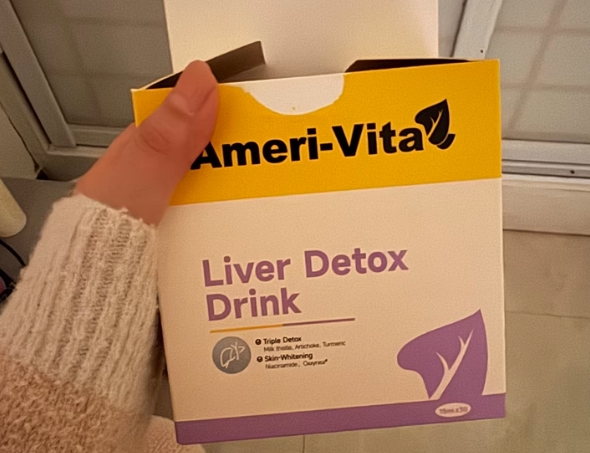 Ameri-Vita
Liver Detox
Drink
Triple Detox
Milk thistle, Artichoke, Turmeric
Skin-Whitening
Niacinamide,